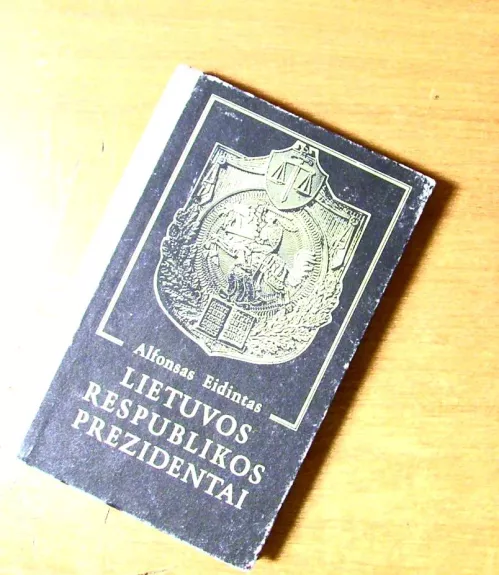 Alfonsas Eidintas
LIETUVOS
RESPUBLIKOS
PREZIDENTAI